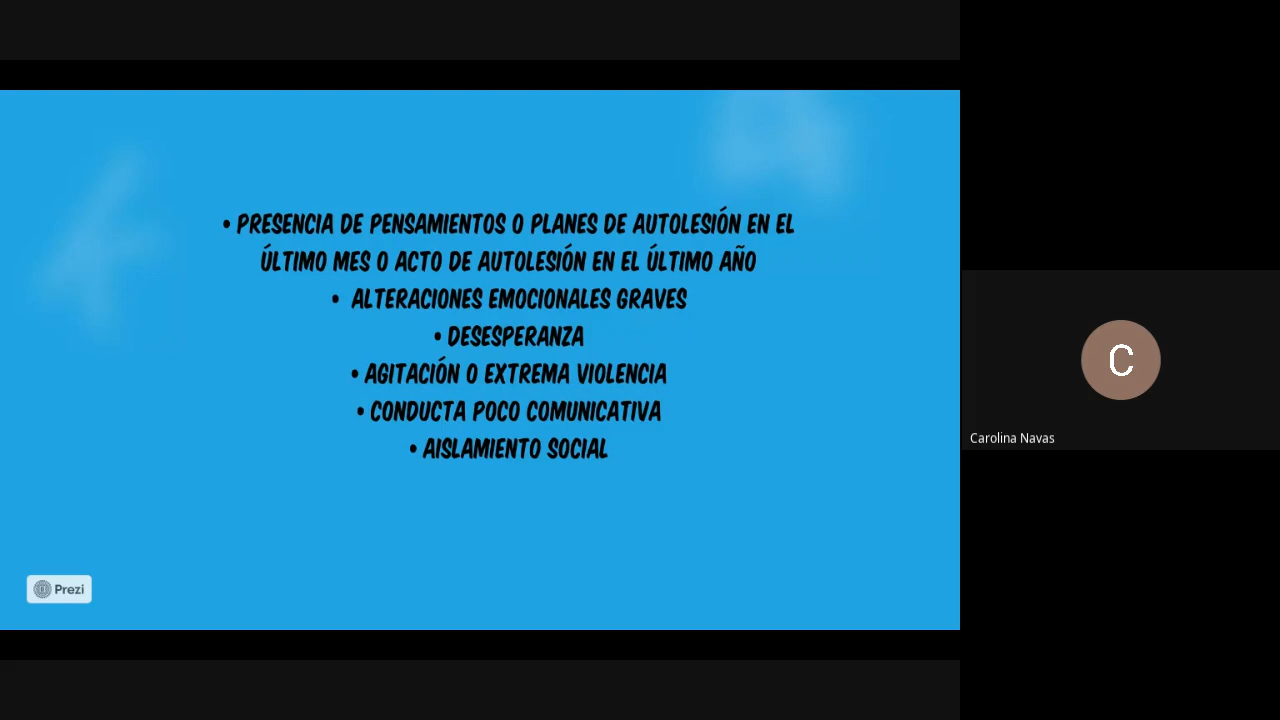 • PRESENCIA DE PENSAMIENTOS O PLANES DE AUTOLESIÓN EN EL
ÚLTIMO MES O ACTO DE AUTOLESIÓN EN EL ÚLTIMO AÑO
• ALTERACIONES EMOCIONALES GRAVES
• DESESPERANZA
• AGITACIÓN O EXTREMA VIOLENCIA
• CONDUCTA POCO COMUNICATIVA
• AISLAMIENTO SOCIAL
Prezi
C
Carolina Navas